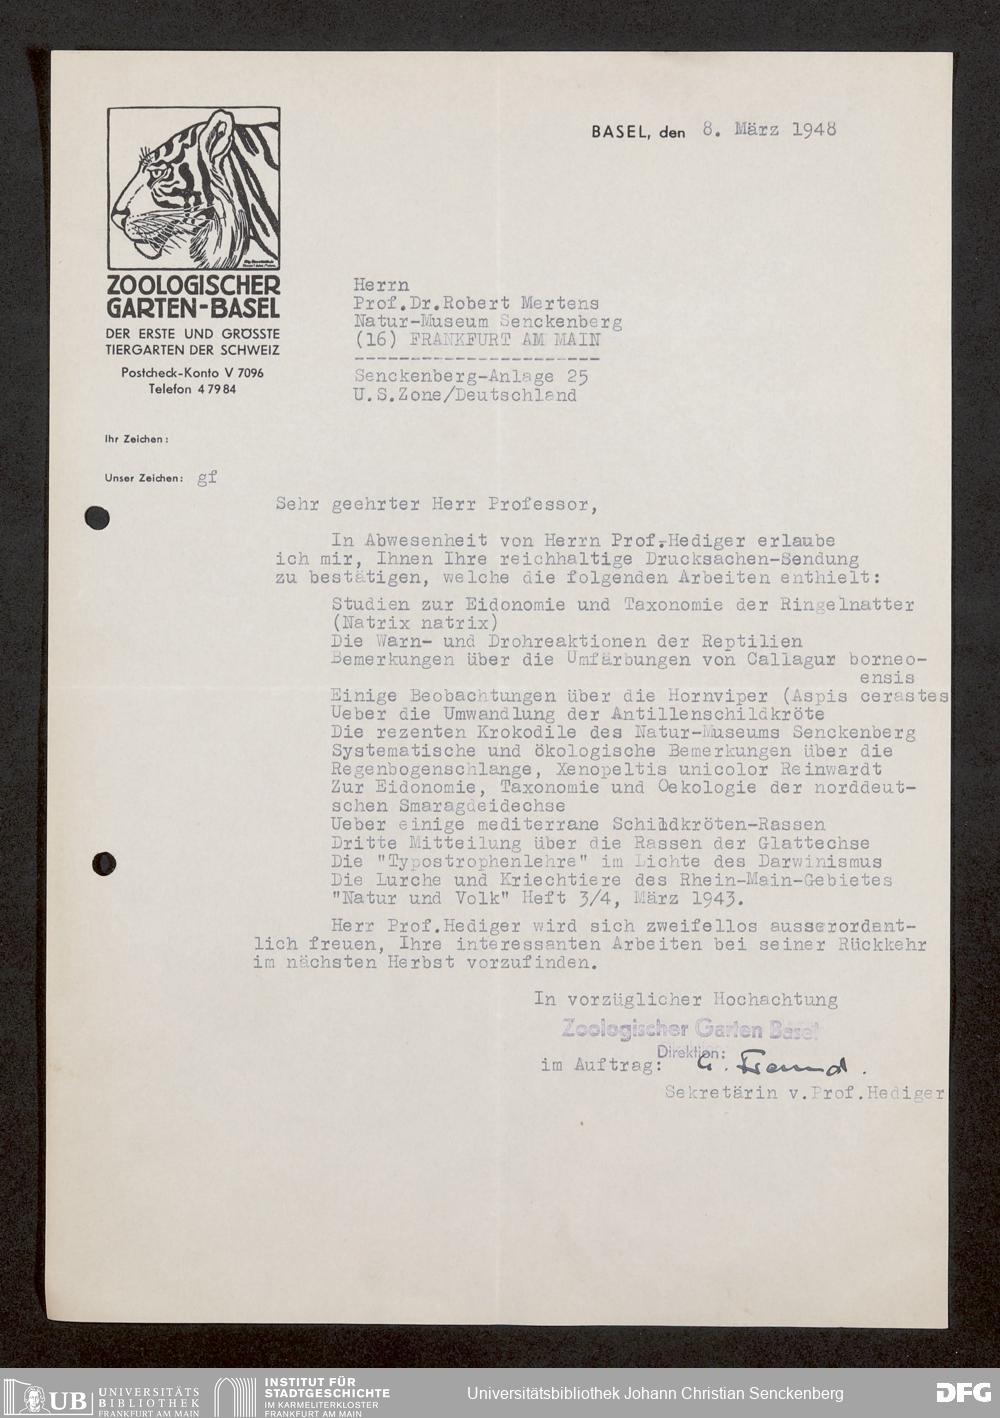 BASEL, den 8. März 1948
ZOOLOGISCHER
GARTEN-BASEL
DER ERSTE UND GRÖSSTE
TIERGARTEN DER SCHWEIZ
Postcheck-Konto V 7096
Telefon 4 79 84
Herrn
Prof.Dr.Robert Mertens
Natur-Museum Senckenberg
(16) FRANKFURT AM MAIN
Senckenberg-Anlage 25
U.S.Zone/Deutschland
Ihr Zeichen:
Unser Zeichen: gf
Sehr geehrter Herr Professor,
In Abwesenheit von Herrn Prof.Hediger erlaube
ich mir, Ihnen Ihre reichhaltige Drucksachen-Sendung
zu bestätigen, welche die folgenden Arbeiten enthielt:
Studien zur Eidonomie und Taxonomie der Ringelnatter
(Natrix natrix)
Die Warn- und Drohreaktionen der Reptilien
Bemerkungen über die Umfärbungen von Callagur borneo-
ensis
Einige Beobachtungen über die Hornviper (Aspis cerastes
Ueber die Umwandlung der Antillenschildkröte
Die rezenten Krokodile des Natur-Museums Senckenberg
Systematische und ökologische Bemerkungen über die
Regenbogenschlange, Xenopeltis unicolor Reinwardt
Zur Eidonomie, Taxonomie und Oekologie der norddeut-
schen Smaragdeidechse
Ueber einige mediterrane Schildkröten-Rassen
Dritte Mitteilung über die Rassen der Glattechse
Die "Typostrophenlehre" im Lichte des Darwinismus
Die Lurche und Kriechtiere des Rhein-Main-Gebietes
"Natur und Volk" Heft 3/4, März 1943.
Herr Prof.Hediger wird sich zweifellos ausserordent-
lich freuen, Ihre interessanten Arbeiten bei seiner Rückkehr
im nächsten Herbst vorzufinden.
In vorzüglicher Hochachtung
Zoologischer Garten Basel
Direktion:
im Auftrag: G. Freund.
Sekretärin v.Prof.Hediger
UB UNIVERSITÄTS
BIBLIOTHEK
FRANKFURT AM MAIN
INSTITUT FÜR
STADTGESCHICHTE
IM KARMELITERKLOSTER
FRANKFURT AM MAIN
Universitätsbibliothek Johann Christian Senckenberg
DFG